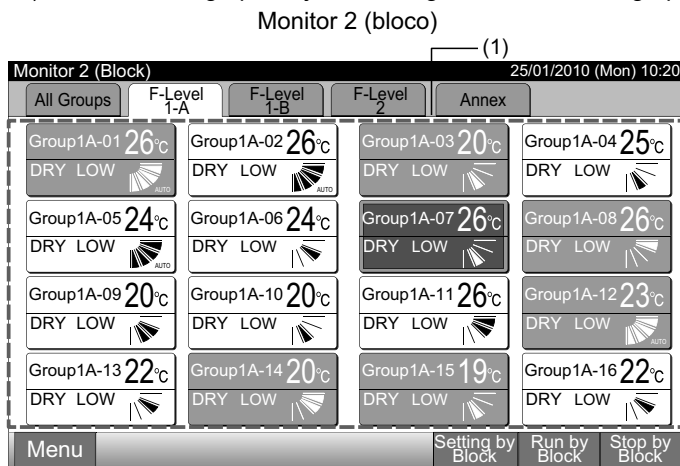 Monitor 2 (bloco)
(1)
Monitor 2 (Block) 25/01/2010 (Mon) 10:20
All Groups F-Level 1-A F-Level 1-B F-Level 2 Annex
Group1A-01 26°C Group1A-02 26°C Group1A-03 20°C Group1A-04 25°C
DRY LOW AUTO DRY LOW AUTO DRY LOW DRY LOW
Group1A-05 24°C Group1A-06 24°C Group1A-07 26°C Group1A-08 26°C
DRY LOW AUTO DRY LOW DRY LOW DRY LOW
Group1A-09 20°C Group1A-10 20°C Group1A-11 26°C Group1A-12 23°C
DRY LOW DRY LOW DRY LOW DRY LOW AUTO
Group1A-13 22°C Group1A-14 20°C Group1A-15 19°C Group1A-16 22°C
DRY LOW DRY LOW DRY LOW DRY LOW
Menu Setting by Block Run by Block Stop by Block